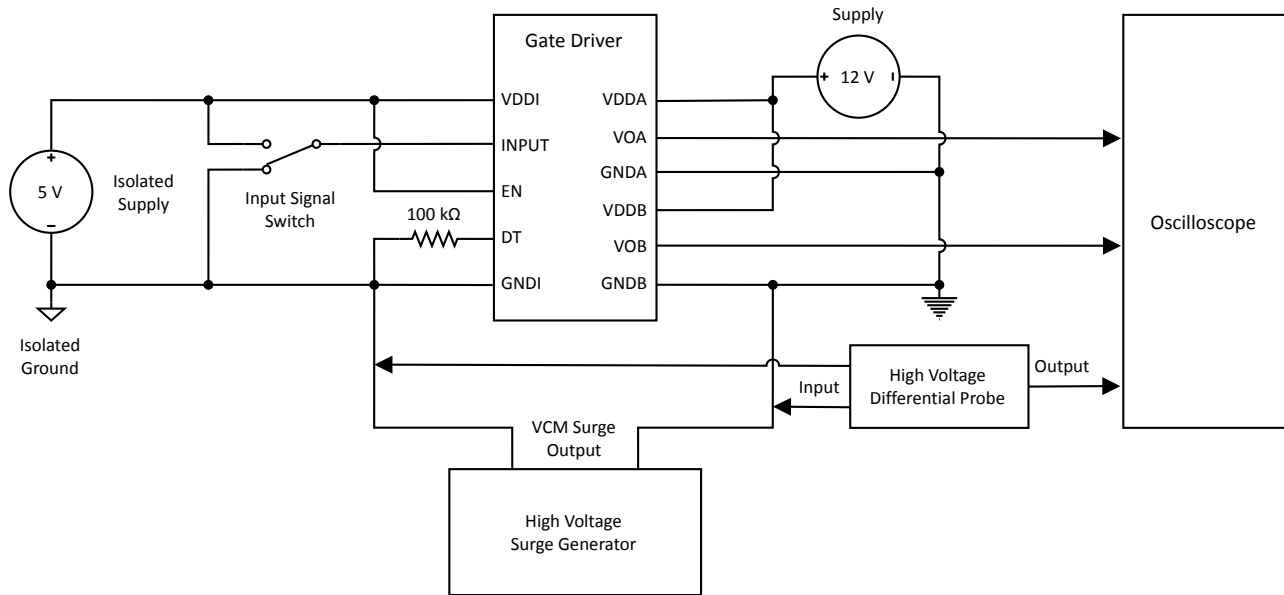 Supply
Gate Driver
+
12 V
−
VDDI
VDDA
INPUT
VOA
GNDA
+
5 V
−
Isolated
Supply
Input Signal
Switch
EN
VDDB
100 kΩ
DT
VOB
Oscilloscope
GNDI
GNDB
Isolated
Ground
Input
High Voltage
Differential Probe
Output
VCM Surge
Output
High Voltage
Surge Generator